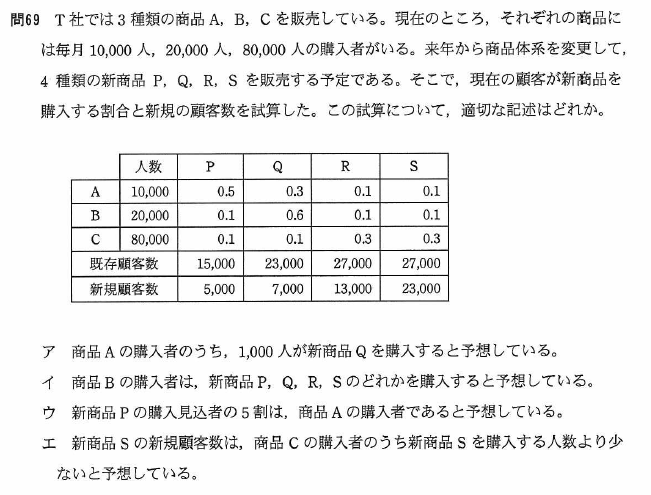 問69 T社では3種類の商品A,B,Cを販売している。現在のところ,それぞれの商品に
は毎月10,000人,20,000人,80,000人の購入者がいる。来年から商品体系を変更して,
4種類の新商品P,Q,R,Sを販売する予定である。そこで,現在の顧客が新商品を
購入する割合と新規の顧客数を試算した。この試算について,適切な記述はどれか。
人数 P Q R S
A 10,000 0.5 0.3 0.1 0.1
B 20,000 0.1 0.6 0.1 0.1
C 80,000 0.1 0.1 0.3 0.3
既存顧客数 15,000 23,000 27,000 27,000
新規顧客数 5,000 7,000 13,000 23,000
ア 商品Aの購入者のうち,1,000人が新商品Qを購入すると予想している。
イ 商品Bの購入者は,新商品P,Q,R,Sのどれかを購入すると予想している。
ウ 新商品Pの購入見込者の5割は,商品Aの購入者であると予想している。
エ 新商品Sの新規顧客数は,商品Cの購入者のうち新商品Sを購入する人数より少
ないと予想している。